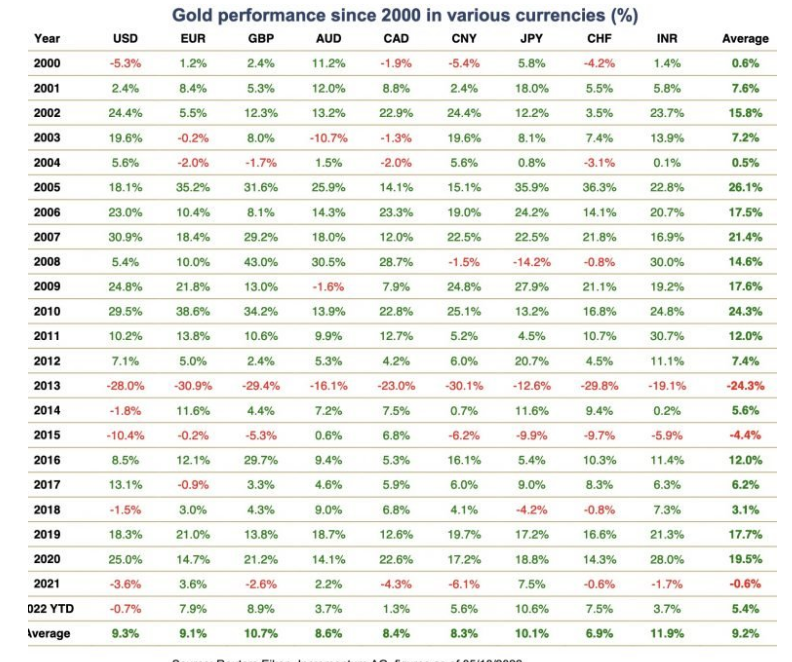 Gold performance since 2000 in various currencies (%)
Year USD EUR GBP AUD CAD CNY JPY CHF INR Average
2000 -5.3% 1.2% 2.4% 11.2% -1.9% -5.4% 5.8% -4.2% 1.4% 0.6%
2001 2.4% 8.4% 5.3% 12.0% 8.8% 2.4% 18.0% 5.5% 5.8% 7.6%
2002 24.4% 5.5% 12.3% 13.2% 22.9% 24.4% 12.2% 3.5% 23.7% 15.8%
2003 19.6% -0.2% 8.0% -10.7% -1.3% 19.6% 8.1% 7.4% 13.9% 7.2%
2004 5.6% -2.0% -1.7% 1.5% -2.0% 5.6% 0.8% -3.1% 0.1% 0.5%
2005 18.1% 35.2% 31.6% 25.9% 14.1% 15.1% 35.9% 36.3% 22.8% 26.1%
2006 23.0% 10.4% 8.1% 14.3% 23.3% 19.0% 24.2% 14.1% 20.7% 17.5%
2007 30.9% 18.4% 29.2% 18.0% 12.0% 22.5% 22.5% 21.8% 16.9% 21.4%
2008 5.4% 10.0% 43.0% 30.5% 28.7% -1.5% -14.2% -0.8% 30.0% 14.6%
2009 24.8% 21.8% 13.0% -1.6% 7.9% 24.8% 27.9% 21.1% 19.2% 17.6%
2010 29.5% 38.6% 34.2% 13.9% 22.8% 25.1% 13.2% 16.8% 24.8% 24.3%
2011 10.2% 13.8% 10.6% 9.9% 12.7% 5.2% 4.5% 10.7% 30.7% 12.0%
2012 7.1% 5.0% 2.4% 5.3% 4.2% 6.0% 20.7% 4.5% 11.1% 7.4%
2013 -28.0% -30.9% -29.4% -16.1% -23.0% -30.1% -12.6% -29.8% -19.1% -24.3%
2014 -1.8% 11.6% 4.4% 7.2% 7.5% 0.7% 11.6% 9.4% 0.2% 5.6%
2015 -10.4% -0.2% -5.3% 0.6% 6.8% -6.2% -9.9% -9.7% -5.9% -4.4%
2016 8.5% 12.1% 29.7% 9.4% 5.3% 16.1% 5.4% 10.3% 11.4% 12.0%
2017 13.1% -0.9% 3.3% 4.6% 5.9% 6.0% 9.0% 8.3% 6.3% 6.2%
2018 -1.5% 3.0% 4.3% 9.0% 6.8% 4.1% -4.2% -0.8% 7.3% 3.1%
2019 18.3% 21.0% 13.8% 18.7% 12.6% 19.7% 17.2% 16.6% 21.3% 17.7%
2020 25.0% 14.7% 21.2% 14.1% 22.6% 17.2% 18.8% 14.3% 28.0% 19.5%
2021 -3.6% 3.6% -2.6% 2.2% -4.3% -6.1% 7.5% -0.6% -1.7% -0.6%
022 YTD -0.7% 7.9% 8.9% 3.7% 1.3% 5.6% 10.6% 7.5% 3.7% 5.4%
Average 9.3% 9.1% 10.7% 8.6% 8.4% 8.3% 10.1% 6.9% 11.9% 9.2%